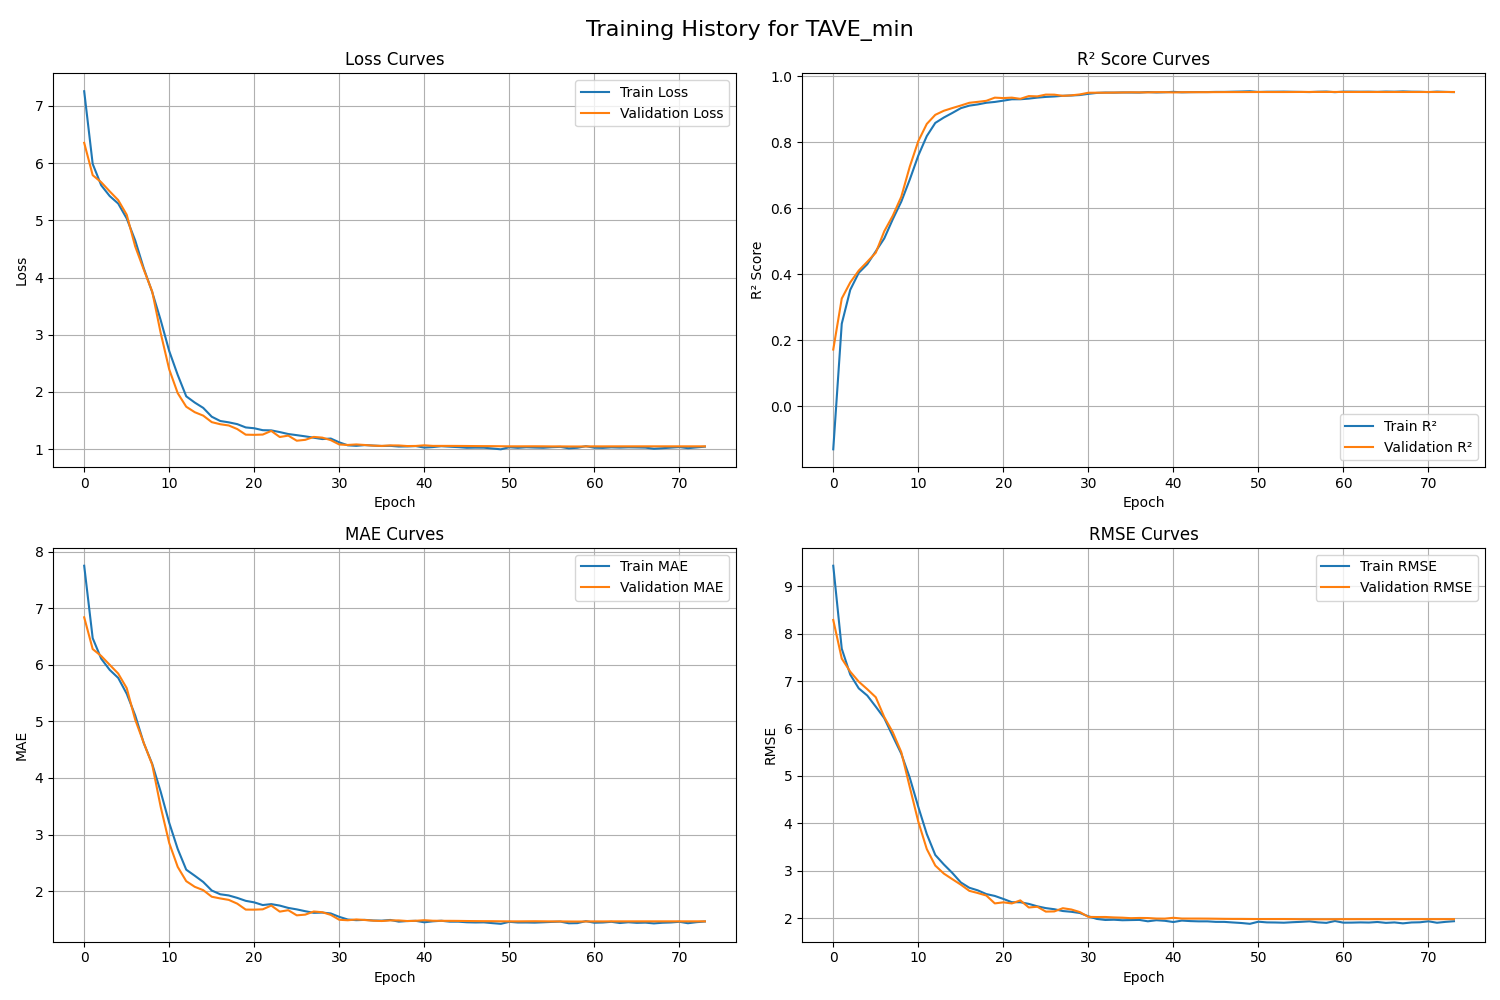 Training History for TAVE_min
Loss Curves
Loss
7
6
5
4
3
2
1
0 10 20 30 40 50 60 70
Epoch
Train Loss
Validation Loss
R² Score Curves
R² Score
1.0
0.8
0.6
0.4
0.2
0.0
0 10 20 30 40 50 60 70
Epoch
Train R²
Validation R²
MAE Curves
MAE
8
7
6
5
4
3
2
0 10 20 30 40 50 60 70
Epoch
Train MAE
Validation MAE
RMSE Curves
RMSE
9
8
7
6
5
4
3
2
0 10 20 30 40 50 60 70
Epoch
Train RMSE
Validation RMSE